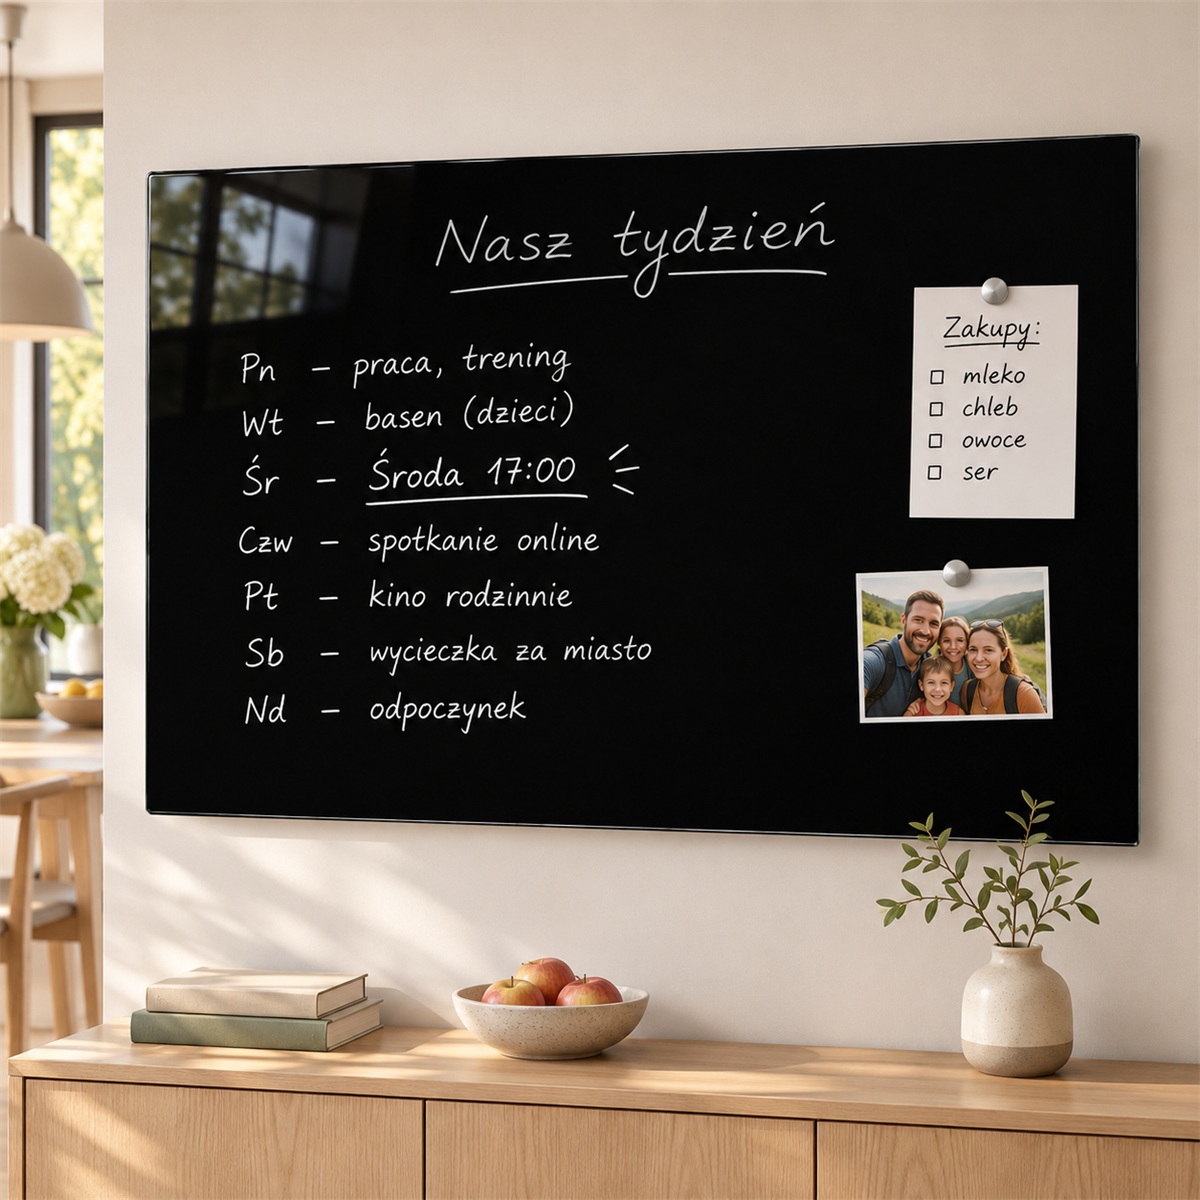 Nasz tydzień
Pn – praca, trening
Wt – basen (dzieci)
Śr – Środa 17:00
Czw – spotkanie online
Pt – kino rodzinnie
Sb – wycieczka za miasto
Nd – odpoczynek
Zakupy:
mleko
chleb
owoce
ser